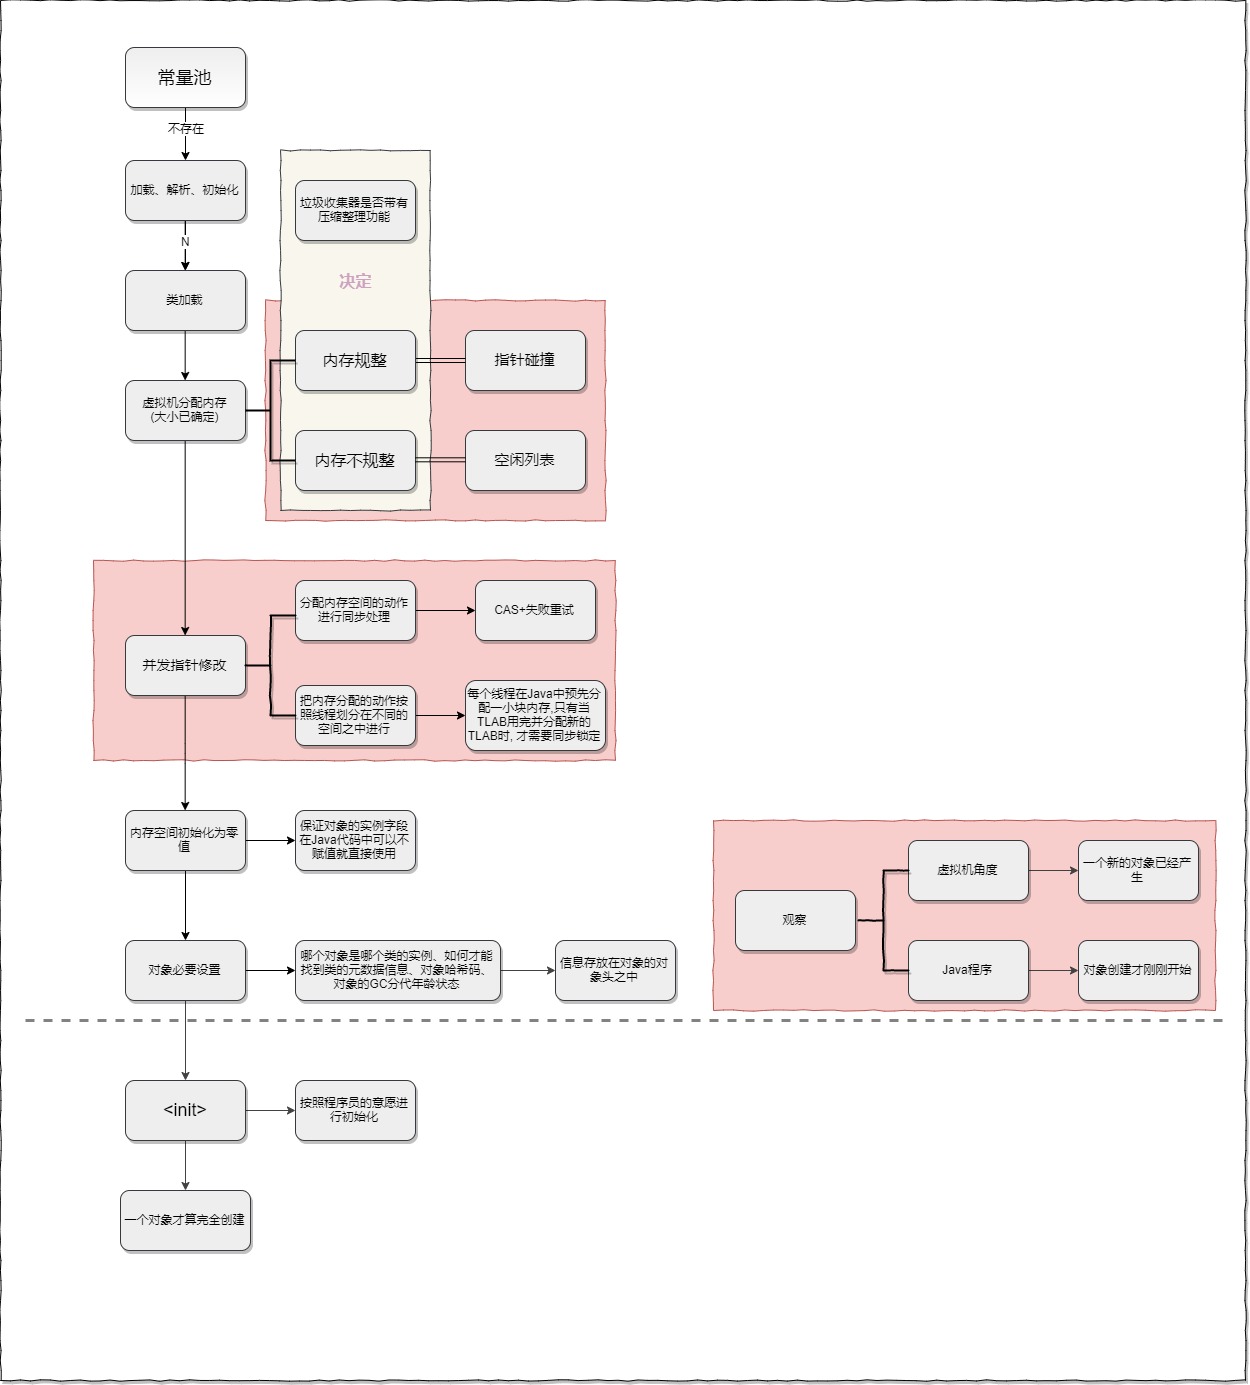 常量池
不存在
加载、解析、初始化
N
类加载
虚拟机分配内存
(大小已确定)
垃圾收集器是否带有
压缩整理功能
决定
内存规整
指针碰撞
内存不规整
空闲列表
并发指针修改
分配内存空间的动作
进行同步处理
CAS+失败重试
把内存分配的动作按
照线程划分在不同的
空间之中进行
每个线程在Java中预先分
配一小块内存,只有当
TLAB用完并分配新的
TLAB时, 才需要同步锁定
内存空间初始化为零
值
保证对象的实例字段
在Java代码中可以不
赋值就直接使用
对象必要设置
哪个对象是哪个类的实例、如何才能
找到类的元数据信息、对象哈希码、
对象的GC分代年龄状态
信息存放在对象的对
象头之中
观察
虚拟机角度
一个新的对象已经产
生
Java程序
对象创建才刚刚开始
<init>
按照程序员的意愿进
行初始化
一个对象才算完全创建